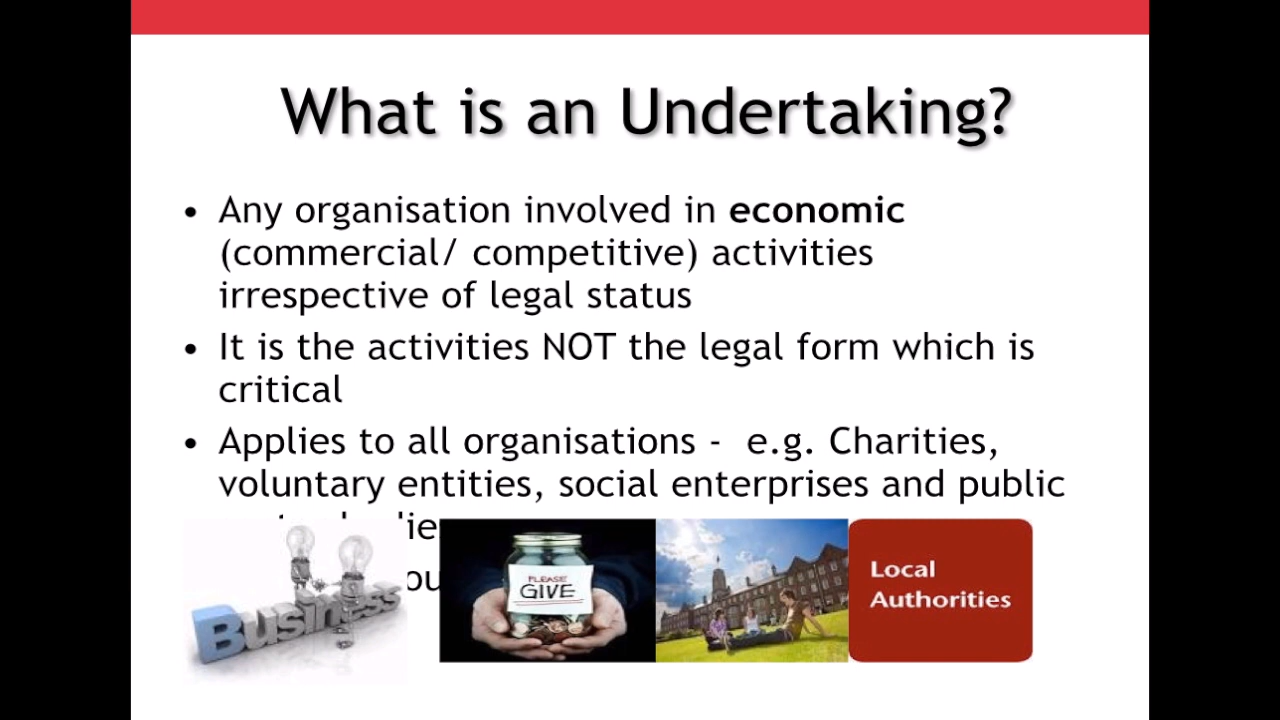 What is an Undertaking?
• Any organisation involved in economic
(commercial/ competitive) activities
irrespective of legal status
• It is the activities NOT the legal form which is
critical
• Applies to all organisations - e.g. Charities,
voluntary entities, social enterprises and public
Business
PLEASE
GIVE
Local
Authorities